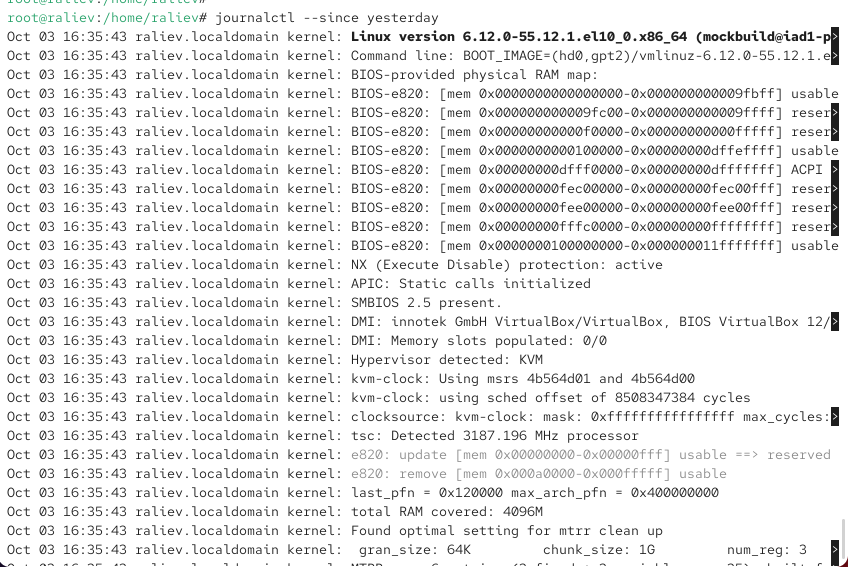 root@raliev:/home/raliev#
root@raliev:/home/raliev# journalctl --since yesterday
Oct 03 16:35:43 raliev.localdomain kernel: Linux version 6.12.0-55.12.1.el10_0.x86_64 (mockbuild@iad1-p>
Oct 03 16:35:43 raliev.localdomain kernel: Command line: BOOT_IMAGE=(hd0,gpt2)/vmlinuz-6.12.0-55.12.1.e>
Oct 03 16:35:43 raliev.localdomain kernel: BIOS-provided physical RAM map:
Oct 03 16:35:43 raliev.localdomain kernel: BIOS-e820: [mem 0x0000000000000000-0x000000000009fbff] usable
Oct 03 16:35:43 raliev.localdomain kernel: BIOS-e820: [mem 0x000000000009fc00-0x000000000009ffff] reser>
Oct 03 16:35:43 raliev.localdomain kernel: BIOS-e820: [mem 0x00000000000f0000-0x00000000000fffff] reser>
Oct 03 16:35:43 raliev.localdomain kernel: BIOS-e820: [mem 0x0000000000100000-0x00000000dffeffff] usable
Oct 03 16:35:43 raliev.localdomain kernel: BIOS-e820: [mem 0x00000000dfff0000-0x00000000dfffffff] ACPI >
Oct 03 16:35:43 raliev.localdomain kernel: BIOS-e820: [mem 0x00000000fec00000-0x00000000fec00fff] reser>
Oct 03 16:35:43 raliev.localdomain kernel: BIOS-e820: [mem 0x00000000fee00000-0x00000000fee00fff] reser>
Oct 03 16:35:43 raliev.localdomain kernel: BIOS-e820: [mem 0x00000000fffc0000-0x00000000ffffffff] reser>
Oct 03 16:35:43 raliev.localdomain kernel: BIOS-e820: [mem 0x0000000100000000-0x000000011fffffff] usable
Oct 03 16:35:43 raliev.localdomain kernel: NX (Execute Disable) protection: active
Oct 03 16:35:43 raliev.localdomain kernel: APIC: Static calls initialized
Oct 03 16:35:43 raliev.localdomain kernel: SMBIOS 2.5 present.
Oct 03 16:35:43 raliev.localdomain kernel: DMI: innotek GmbH VirtualBox/VirtualBox, BIOS VirtualBox 12/>
Oct 03 16:35:43 raliev.localdomain kernel: DMI: Memory slots populated: 0/0
Oct 03 16:35:43 raliev.localdomain kernel: Hypervisor detected: KVM
Oct 03 16:35:43 raliev.localdomain kernel: kvm-clock: Using msrs 4b564d01 and 4b564d00
Oct 03 16:35:43 raliev.localdomain kernel: kvm-clock: using sched offset of 8508347384 cycles
Oct 03 16:35:43 raliev.localdomain kernel: clocksource: kvm-clock: mask: 0xffffffffffffffff max_cycles:>
Oct 03 16:35:43 raliev.localdomain kernel: tsc: Detected 3187.196 MHz processor
Oct 03 16:35:43 raliev.localdomain kernel: e820: update [mem 0x00000000-0x00000fff] usable ==> reserved
Oct 03 16:35:43 raliev.localdomain kernel: e820: remove [mem 0x000a0000-0x000fffff] usable
Oct 03 16:35:43 raliev.localdomain kernel: last_pfn = 0x120000 max_arch_pfn = 0x400000000
Oct 03 16:35:43 raliev.localdomain kernel: total RAM covered: 4096M
Oct 03 16:35:43 raliev.localdomain kernel: Found optimal setting for mtrr clean up
Oct 03 16:35:43 raliev.localdomain kernel:  gran_size: 64K         chunk_size: 1G         num_reg: 3   >